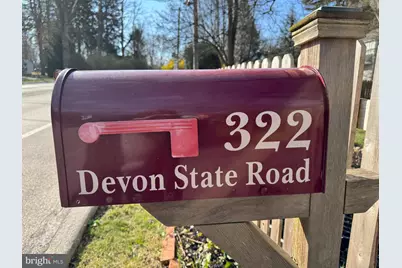 322
Devon State Road
bright MLS